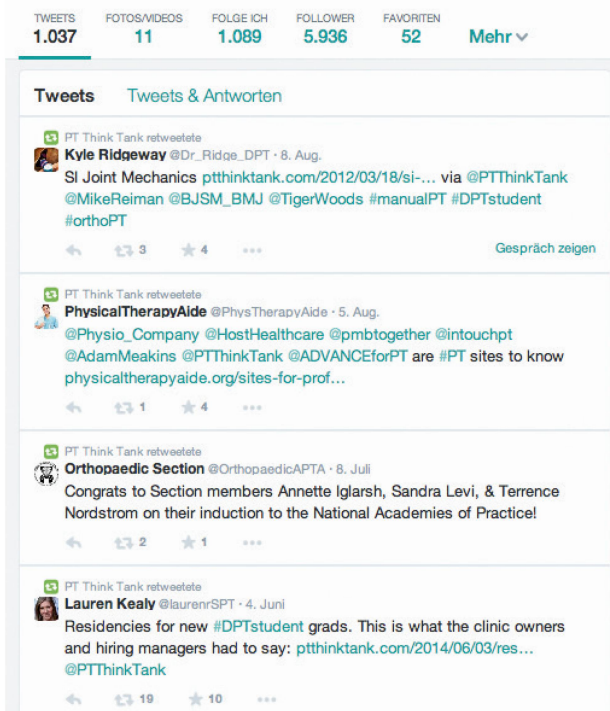 TWEETS FOTOS/VIDEOS FOLGE ICH FOLLOWER FAVORITEN
1.037 11 1.089 5.936 52 Mehr
Tweets Tweets & Antworten
PT Think Tank retweetete
Kyle Ridgeway @Dr_Ridge_DPT · 8. Aug.
SI Joint Mechanics ptthinktank.com/2012/03/18/si-... via @PTThinkTank
@MikeReiman @BJSM_BMJ @TigerWoods #manualPT #DPTstudent
#orthoPT
3 4 Gespräch zeigen
PT Think Tank retweetete
PhysicalTherapyAide @PhysTherapyAide · 5. Aug.
@Physio_Company @HostHealthcare @pmbtogether @intouchpt
@AdamMeakins @PTThinkTank @ADVANCEforPT are #PT sites to know
physicaltherapyaide.org/sites-for-prof...
1 4
PT Think Tank retweetete
Orthopaedic Section @OrthopaedicAPTA · 8. Juli
Congrats to Section members Annette Iglarsh, Sandra Levi, & Terrence
Nordstrom on their induction to the National Academies of Practice!
2 1
PT Think Tank retweetete
Lauren Kealy @laurenrSPT · 4. Juni
Residencies for new #DPTstudent grads. This is what the clinic owners
and hiring managers had to say: ptthinktank.com/2014/06/03/res...
@PTThinkTank
19 10